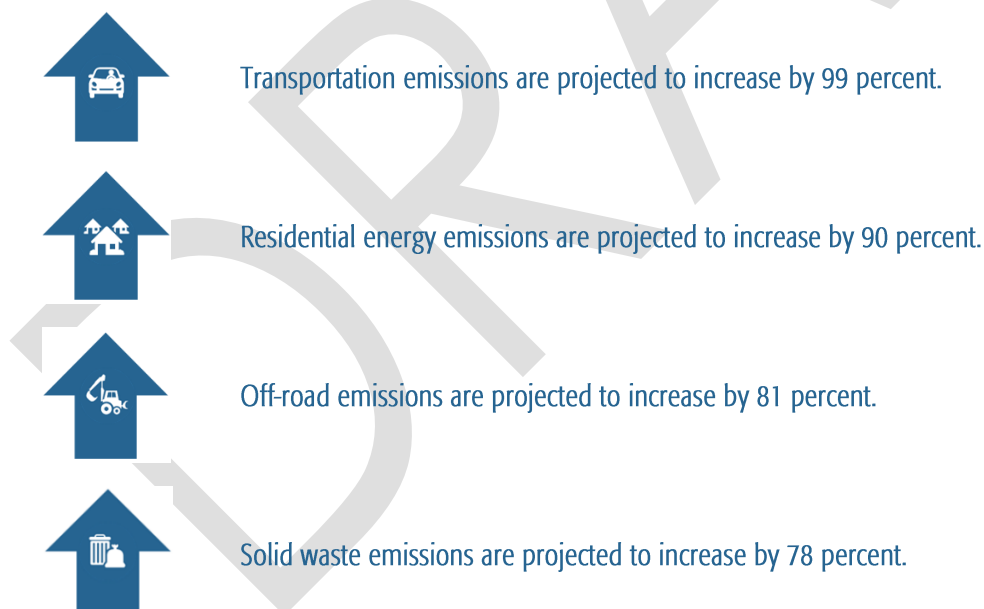 Transportation emissions are projected to increase by 99 percent.
Residential energy emissions are projected to increase by 90 percent.
Off-road emissions are projected to increase by 81 percent.
Solid waste emissions are projected to increase by 78 percent.